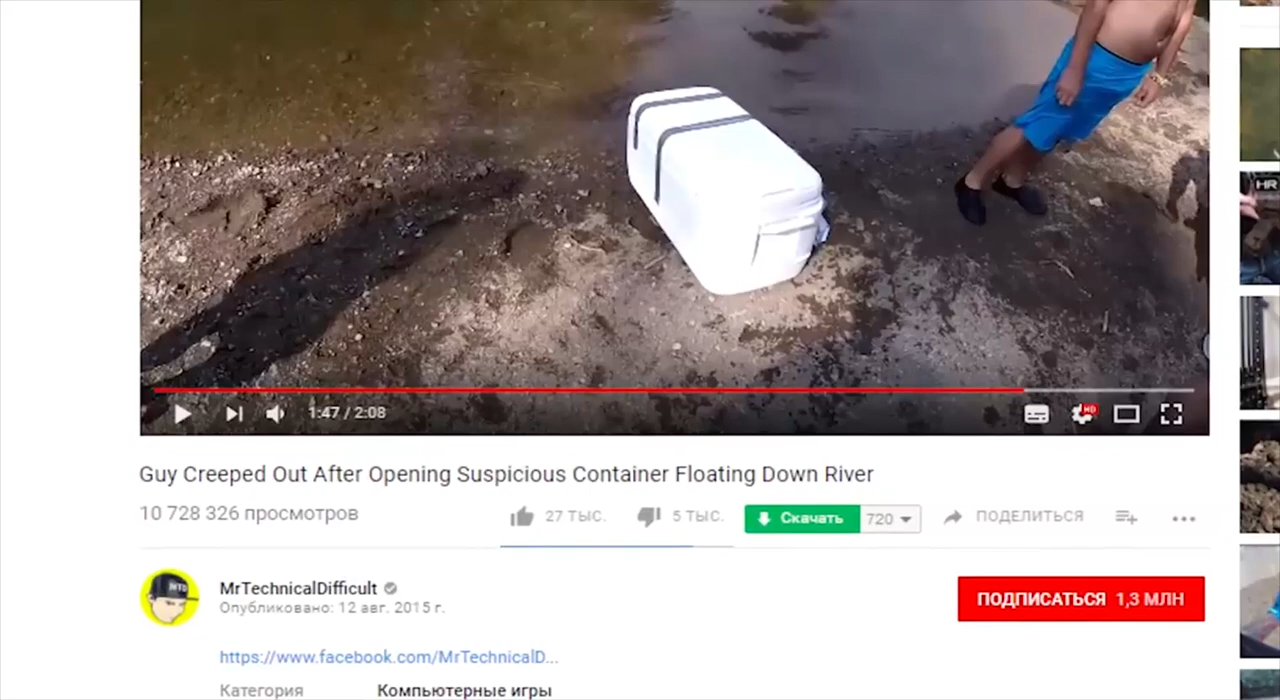 HR
1:47 / 2:08
HD
Guy Creeped Out After Opening Suspicious Container Floating Down River
10 728 326 просмотров
27 ТЫС.
5 ТЫС.
Скачать
720
ПОДЕЛИТЬСЯ
MTD
MrTechnicalDifficult
Опубликовано: 12 авг. 2015 г.
ПОДПИСАТЬСЯ 1,3 МЛН
https://www.facebook.com/MrTechnicalD...
Категория Компьютерные игры